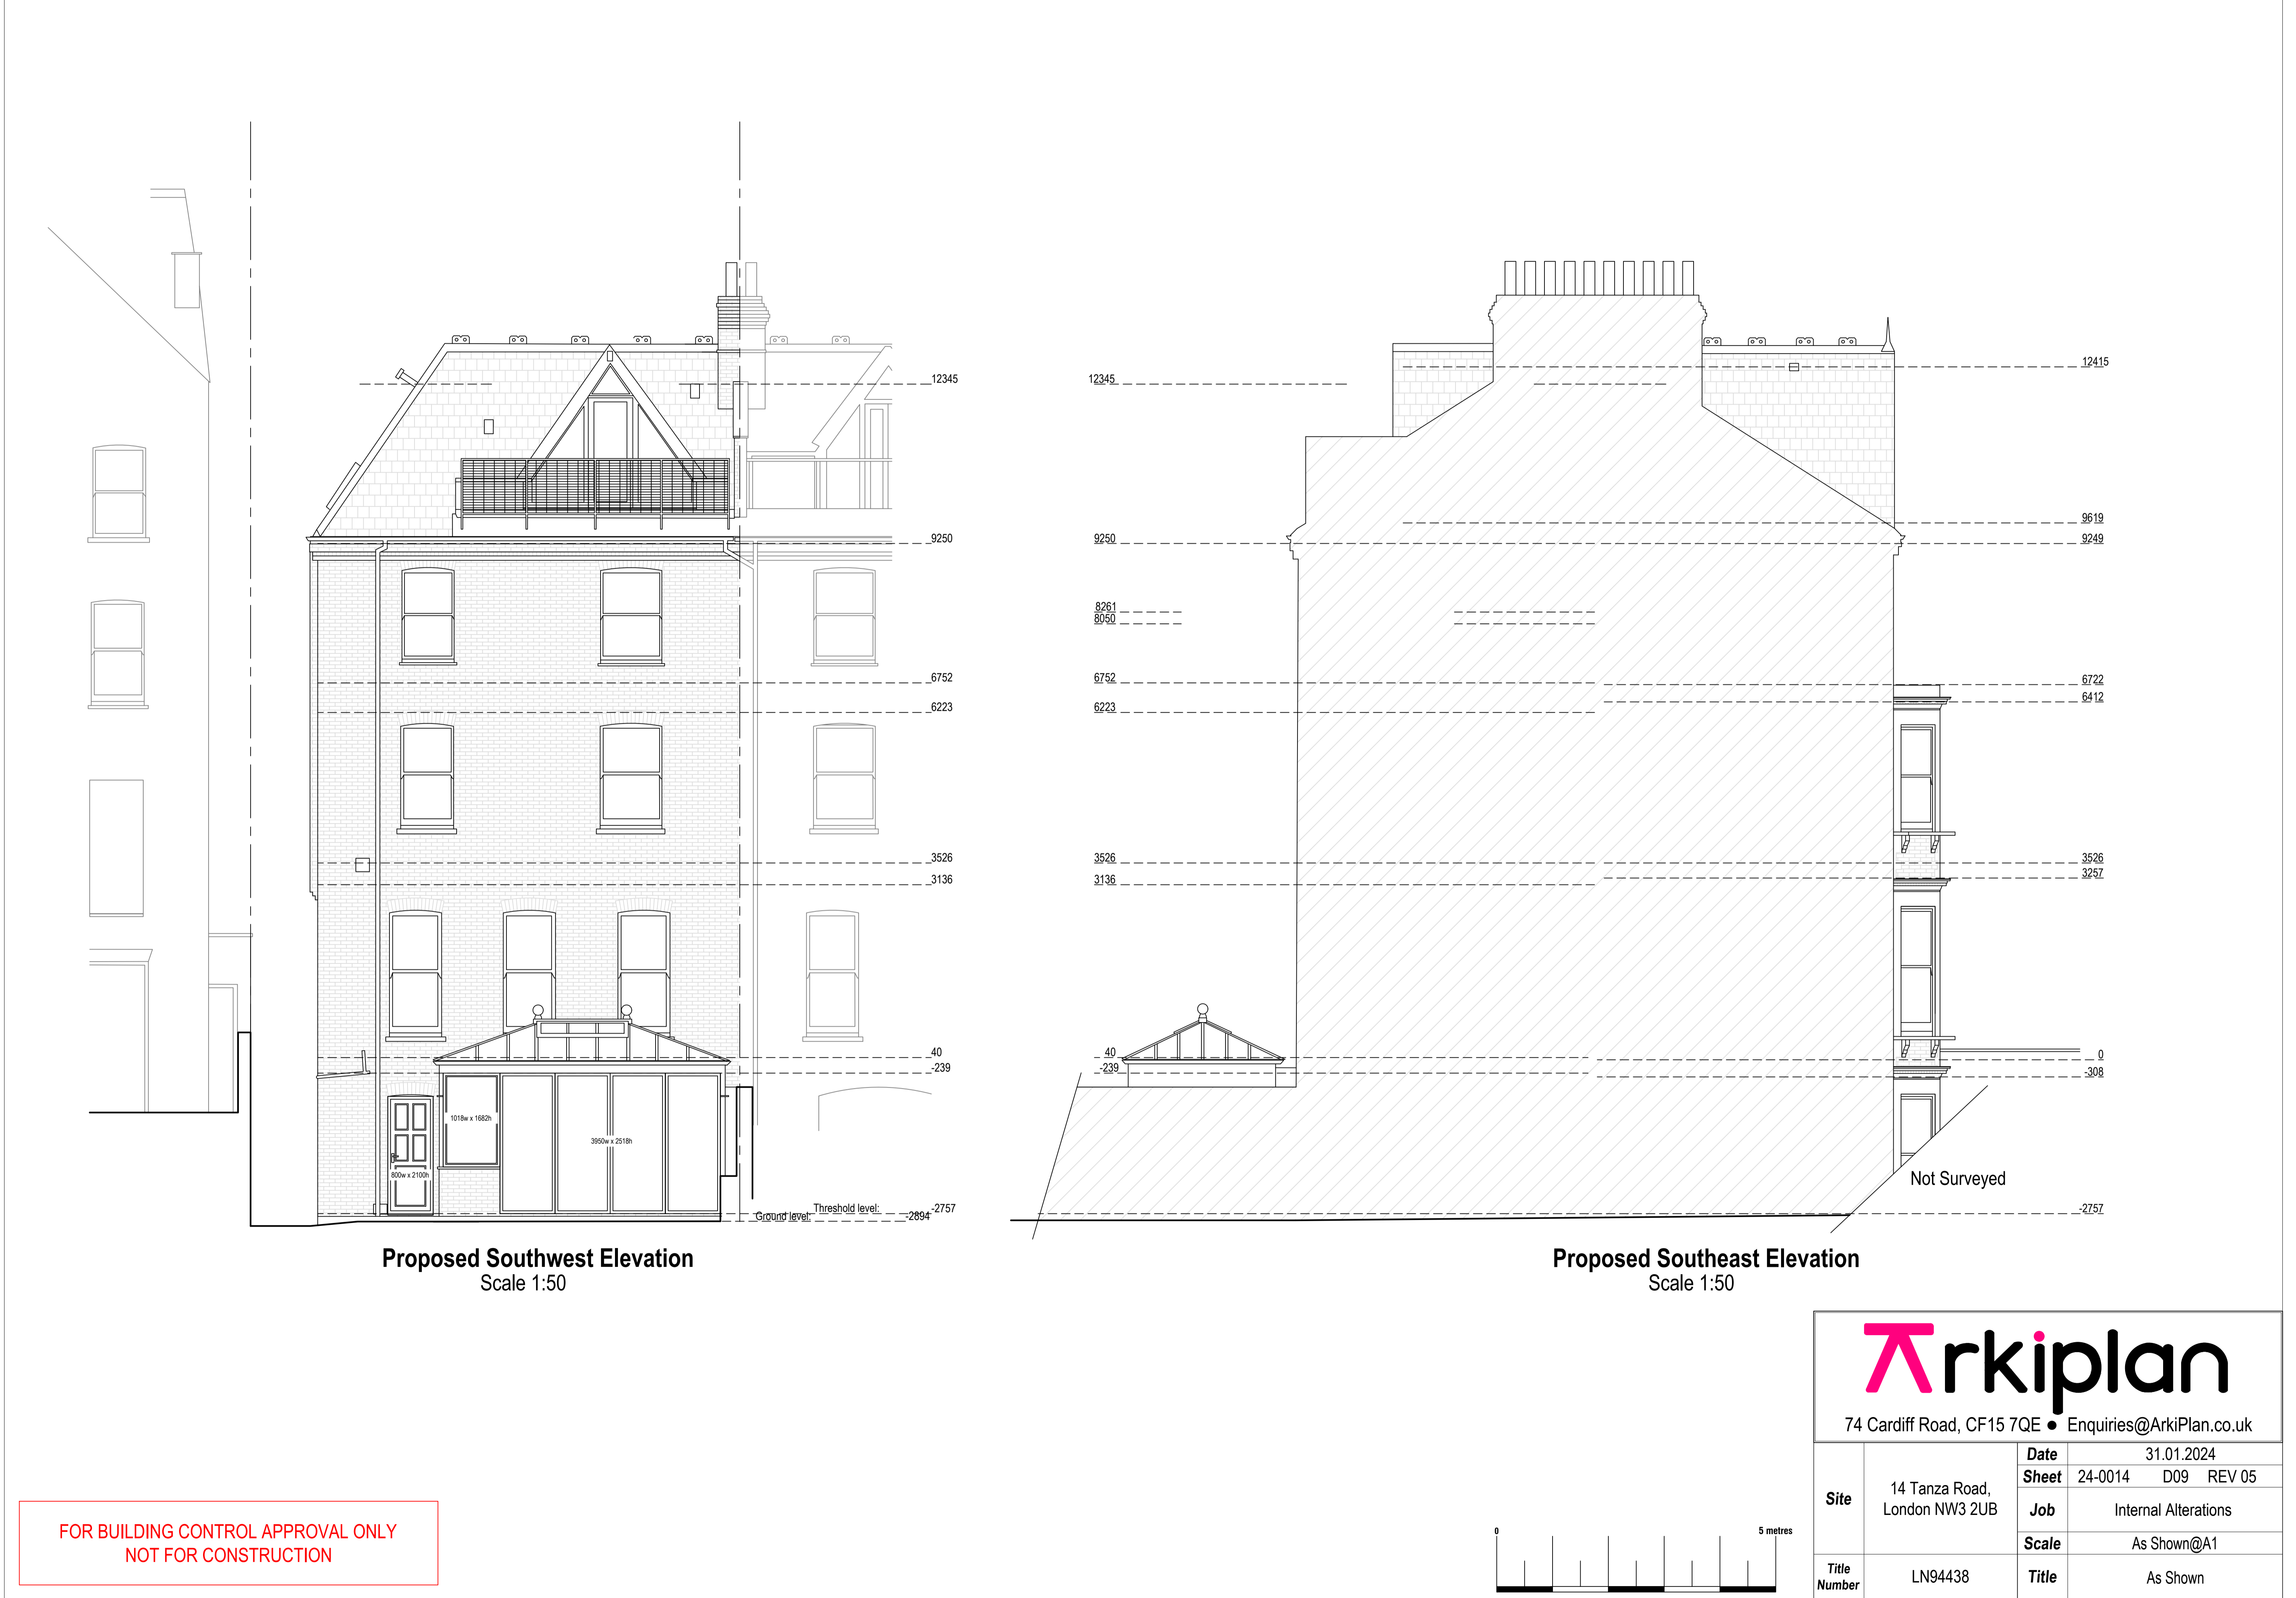 12345
9250
6752
6223
3526
3136
40
-239
1018w x 1682h
3950w x 2518h
800w x 2100h
Threshold level:
-2757
Ground level:
-2894
Proposed Southwest Elevation
Scale 1:50
12345
9250
8261
8050
6752
6223
3526
3136
40
-239
12415
9619
9249
6722
6412
3526
3257
0
-308
Not Surveyed
-2757
Proposed Southeast Elevation
Scale 1:50
FOR BUILDING CONTROL APPROVAL ONLY
NOT FOR CONSTRUCTION
0
5 metres
Arkiplan
74 Cardiff Road, CF15 7QE ● Enquiries@ArkiPlan.co.uk
Site
14 Tanza Road,
London NW3 2UB
Date
31.01.2024
Sheet
24-0014 D09 REV 05
Job
Internal Alterations
Scale
As Shown@A1
Title
Number
LN94438
Title
As Shown